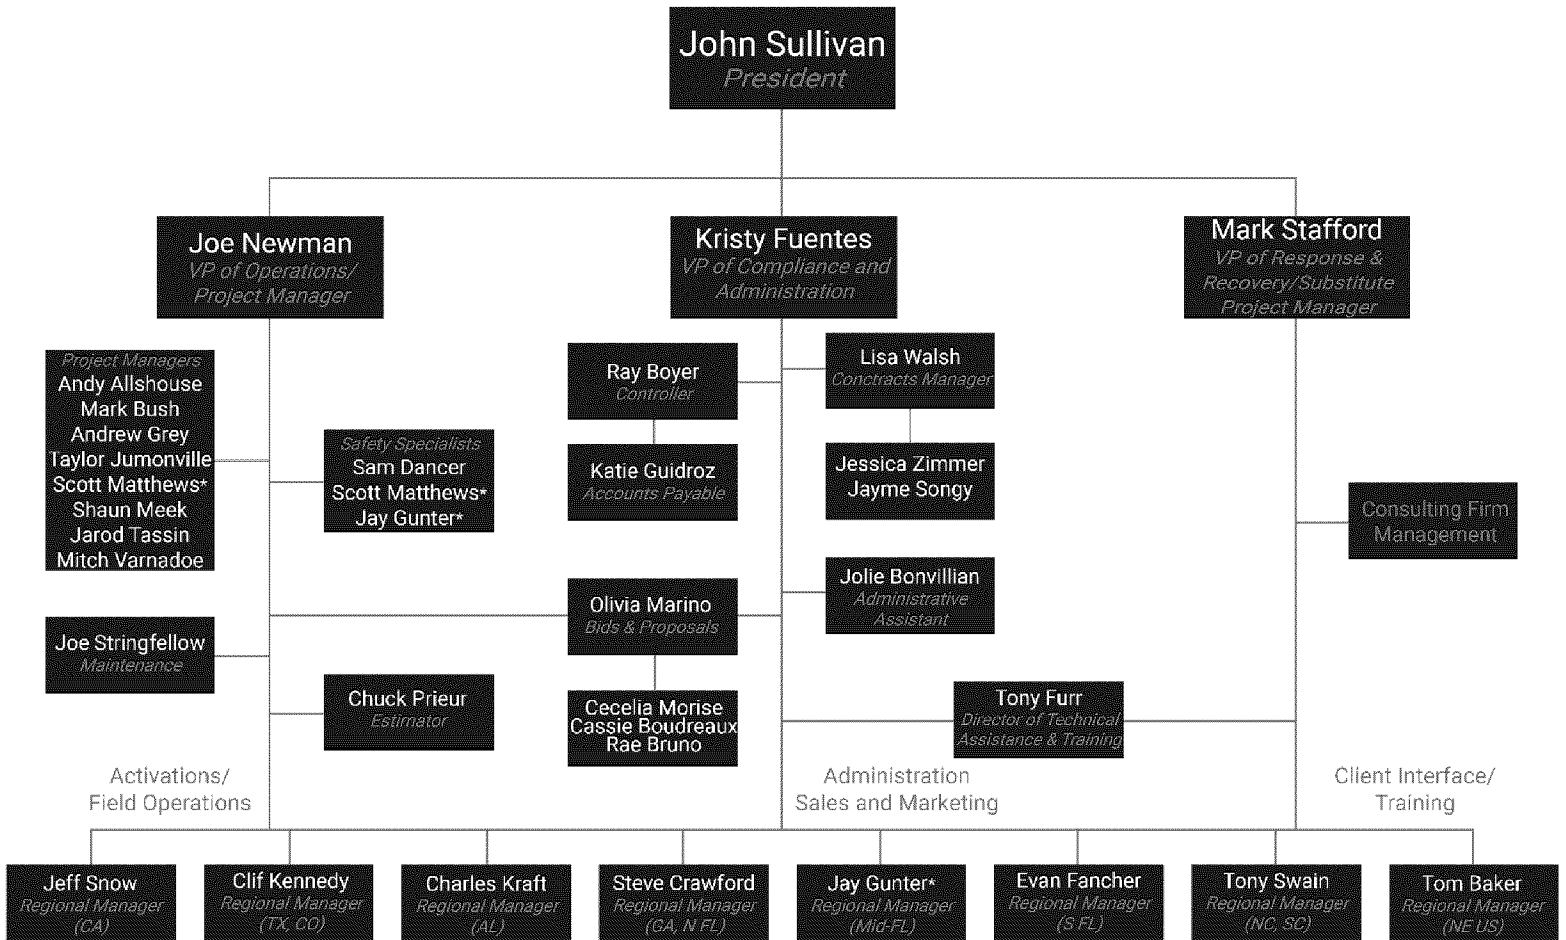 John Sullivan
President
Joe Newman
VP of Operations/
Project Manager
Kristy Fuentes
VP of Compliance and
Administration
Mark Stafford
VP of Response &
Recovery/Substitute
Project Manager
Project Managers
Andy Allshouse
Mark Bush
Andrew Grey
Taylor Jumonville
Scott Matthews*
Shaun Meek
Jarod Tassin
Mitch Varnadoe
Safety Specialists
Sam Dancer
Scott Matthews*
Jay Gunter*
Ray Boyer
Controller
Katie Guidroz
Accounts Payable
Lisa Walsh
Conctracts Manager
Jessica Zimmer
Jayme Songy
Consulting Firm
Management
Joe Stringfellow
Maintenance
Chuck Prieur
Estimator
Olivia Marino
Bids & Proposals
Cecelia Morise
Cassie Boudreaux
Rae Bruno
Jolie Bonvillian
Administrative
Assistant
Tony Furr
Director of Technical
Assistance & Training
Activations/
Field Operations
Administration
Sales and Marketing
Client Interface/
Training
Jeff Snow
Regional Manager
(CA)
Clif Kennedy
Regional Manager
(TX, CO)
Charles Kraft
Regional Manager
(AL)
Steve Crawford
Regional Manager
(GA, N FL)
Jay Gunter*
Regional Manager
(Mid-FL)
Evan Fancher
Regional Manager
(S FL)
Tony Swain
Regional Manager
(NC, SC)
Tom Baker
Regional Manager
(NE US)